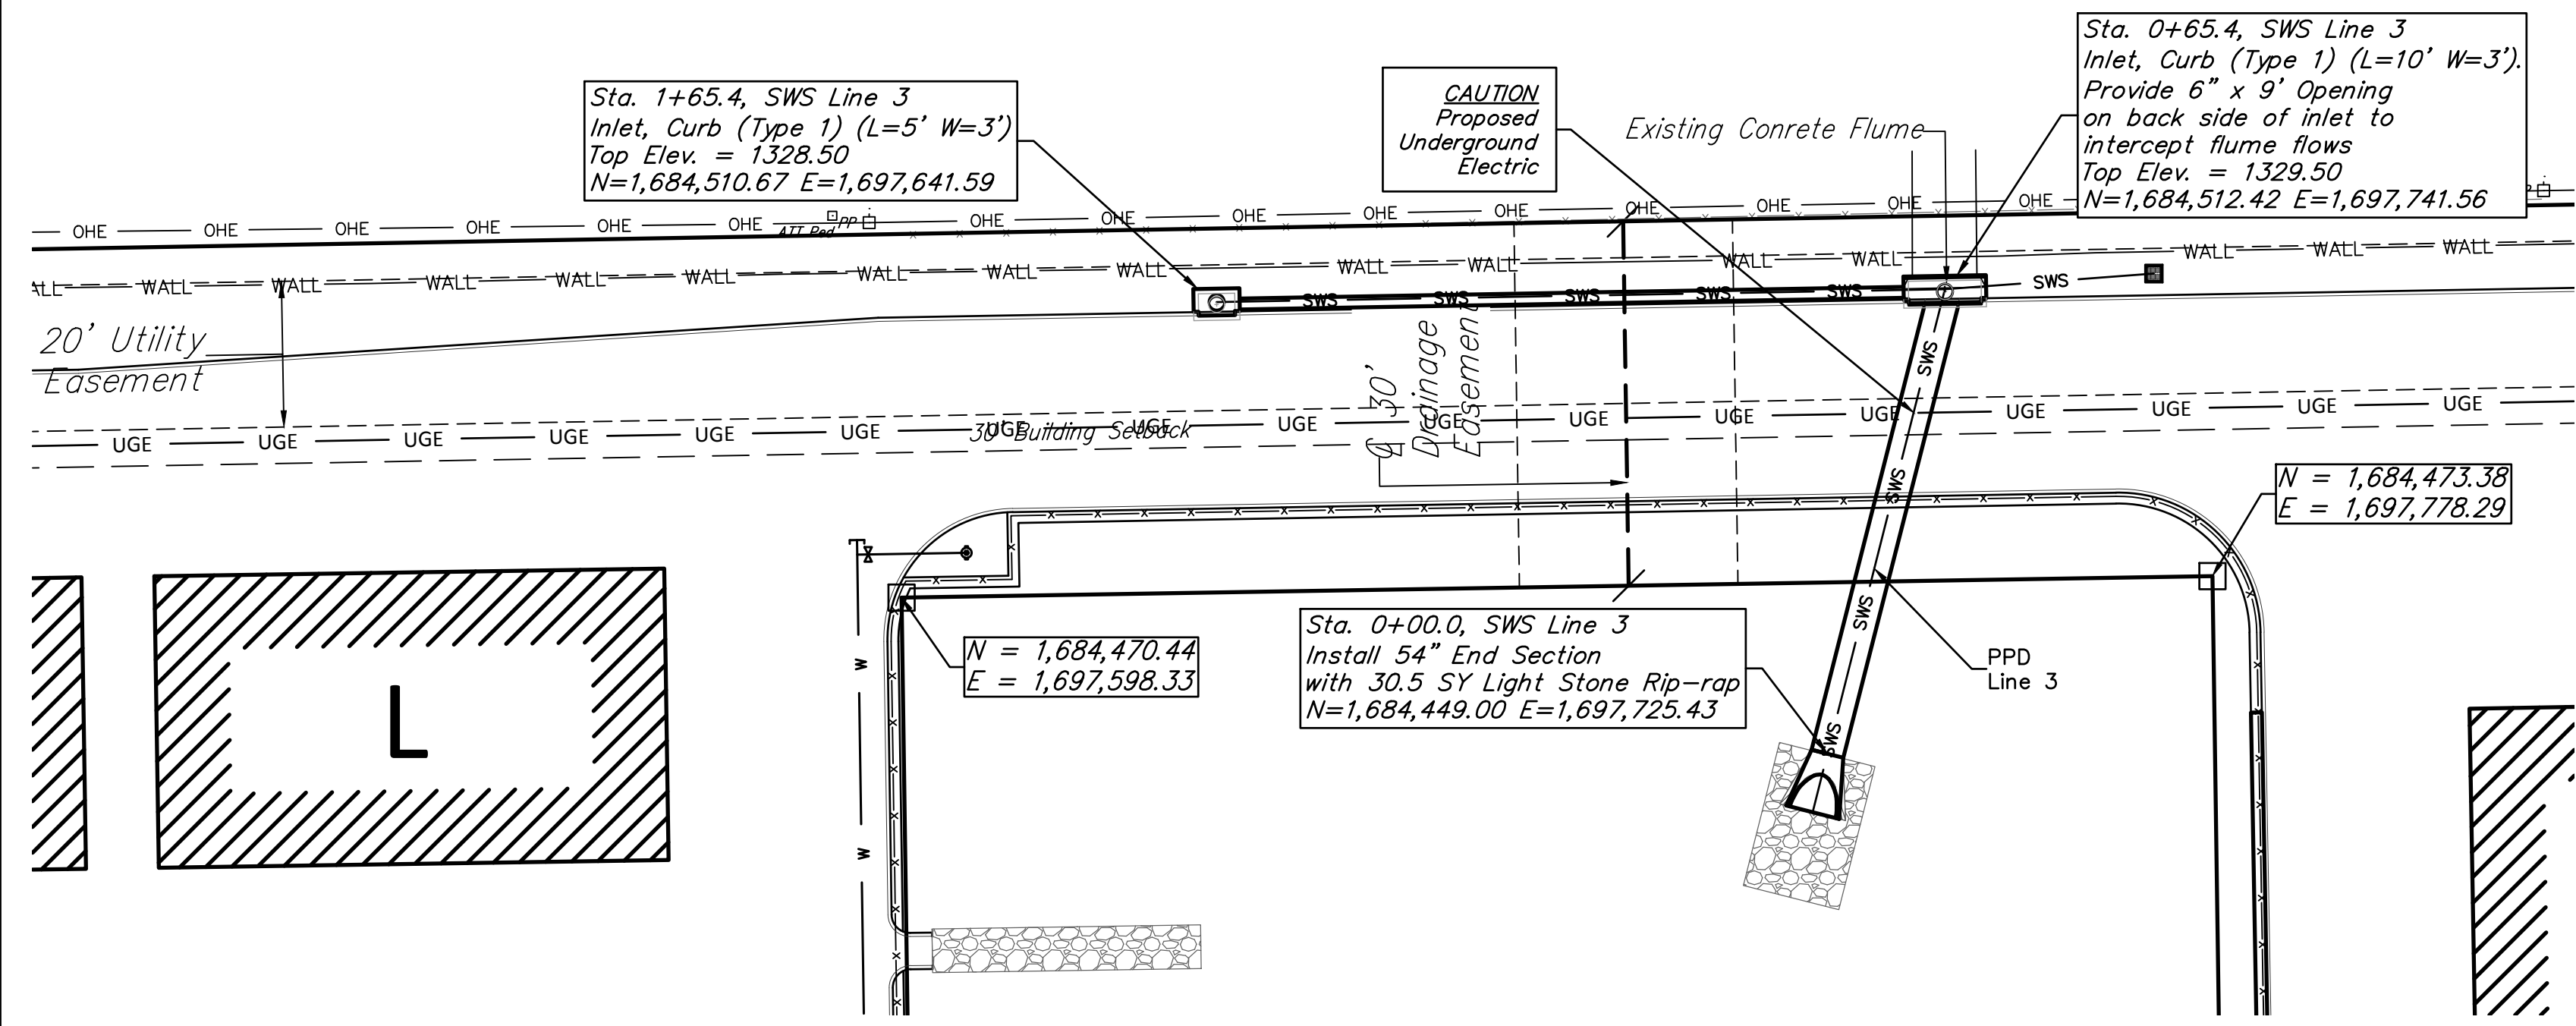 Sta. 0+65.4, SWS Line 3
Inlet, Curb (Type 1) (L=10' W=3').
Provide 6" x 9' Opening
on back side of inlet to
intercept flume flows
Top Elev. = 1329.50
N=1,684,512.42 E=1,697,741.56
Sta. 1+65.4, SWS Line 3
Inlet, Curb (Type 1) (L=5' W=3')
Top Elev. = 1328.50
N=1,684,510.67 E=1,697,641.59
CAUTION
Proposed
Underground
Electric
Existing Conrete Flume
OHE OHE OHE OHE OHE OHE OHE OHE OHE OHE OHE OHE OHE OHE OHE
PP
ATT Ped
WALL WALL WALL WALL WALL WALL WALL WALL WALL WALL WALL WALL WALL WALL WALL WALL
SWS SWS SWS SWS SWS SWS
20' Utility
Easement
30'
Drainage
Easement
SWS SWS SWS SWS
UGE UGE UGE UGE UGE UGE UGE UGE UGE UGE UGE UGE UGE UGE UGE UGE UGE
30' Building Setback
N = 1,684,473.38
E = 1,697,778.29
N = 1,684,470.44
E = 1,697,598.33
Sta. 0+00.0, SWS Line 3
Install 54" End Section
with 30.5 SY Light Stone Rip-rap
N=1,684,449.00 E=1,697,725.43
PPD
Line 3
L
W
W